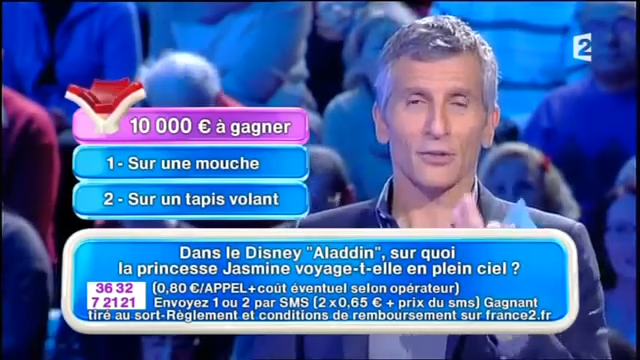 2
10 000 € à gagner
1 - Sur une mouche
2 - Sur un tapis volant
Dans le Disney "Aladdin", sur quoi
la princesse Jasmine voyage-t-elle en plein ciel ?
36 32 (0,80 €/APPEL+coût éventuel selon opérateur)
7 21 21 Envoyez 1 ou 2 par SMS (2 x 0,65 € + prix du sms) Gagnant
tiré au sort-Règlement et conditions de remboursement sur france2.fr